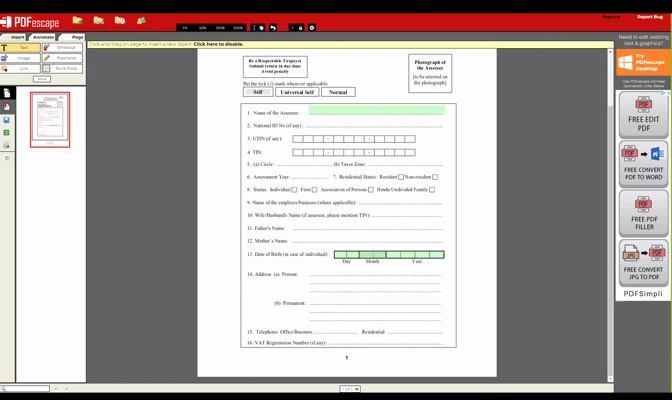 PDFescape
Register
Report Bug
Fit 50% 100% 200%
Insert Annotate Page
Click and drag on page to insert a new object. Click here to disable.
Text Whiteout
Image Freehand
Link Form Field
More
Need to edit existing
text & graphics?
Try
PDFescape
Desktop
FREE EDIT
PDF
FREE CONVERT
PDF TO WORD
FREE PDF
FILLER
FREE CONVERT
JPG TO PDF
PDFSimpli
Be a Respectable Taxpayer
Submit return in due time
Avoid penalty
Photograph of
the Assessee
[to be attested on
the photograph]
Put the tick (√) mark wherever applicable
Self Universal Self Normal
1. Name of the Assessee:
2. National ID No (if any):
3. UTIN (if any):
4. TIN:
5. (a) Circle: (b) Taxes Zone:
6. Assessment Year: 7. Residential Status: Resident Non-resident
8. Status: Individual Firm Association of Persons Hindu Undivided Family
9. Name of the employer/business (where applicable):
10. Wife/Husband's Name (if assessee, please mention TIN):
11. Father's Name:
12. Mother's Name:
13. Date of Birth (in case of individual)
Day Month Year
14. Address (a) Present:
(b) Permanent:
15. Telephone: Office/Business Residential:
16. VAT Registration Number (if any):
1